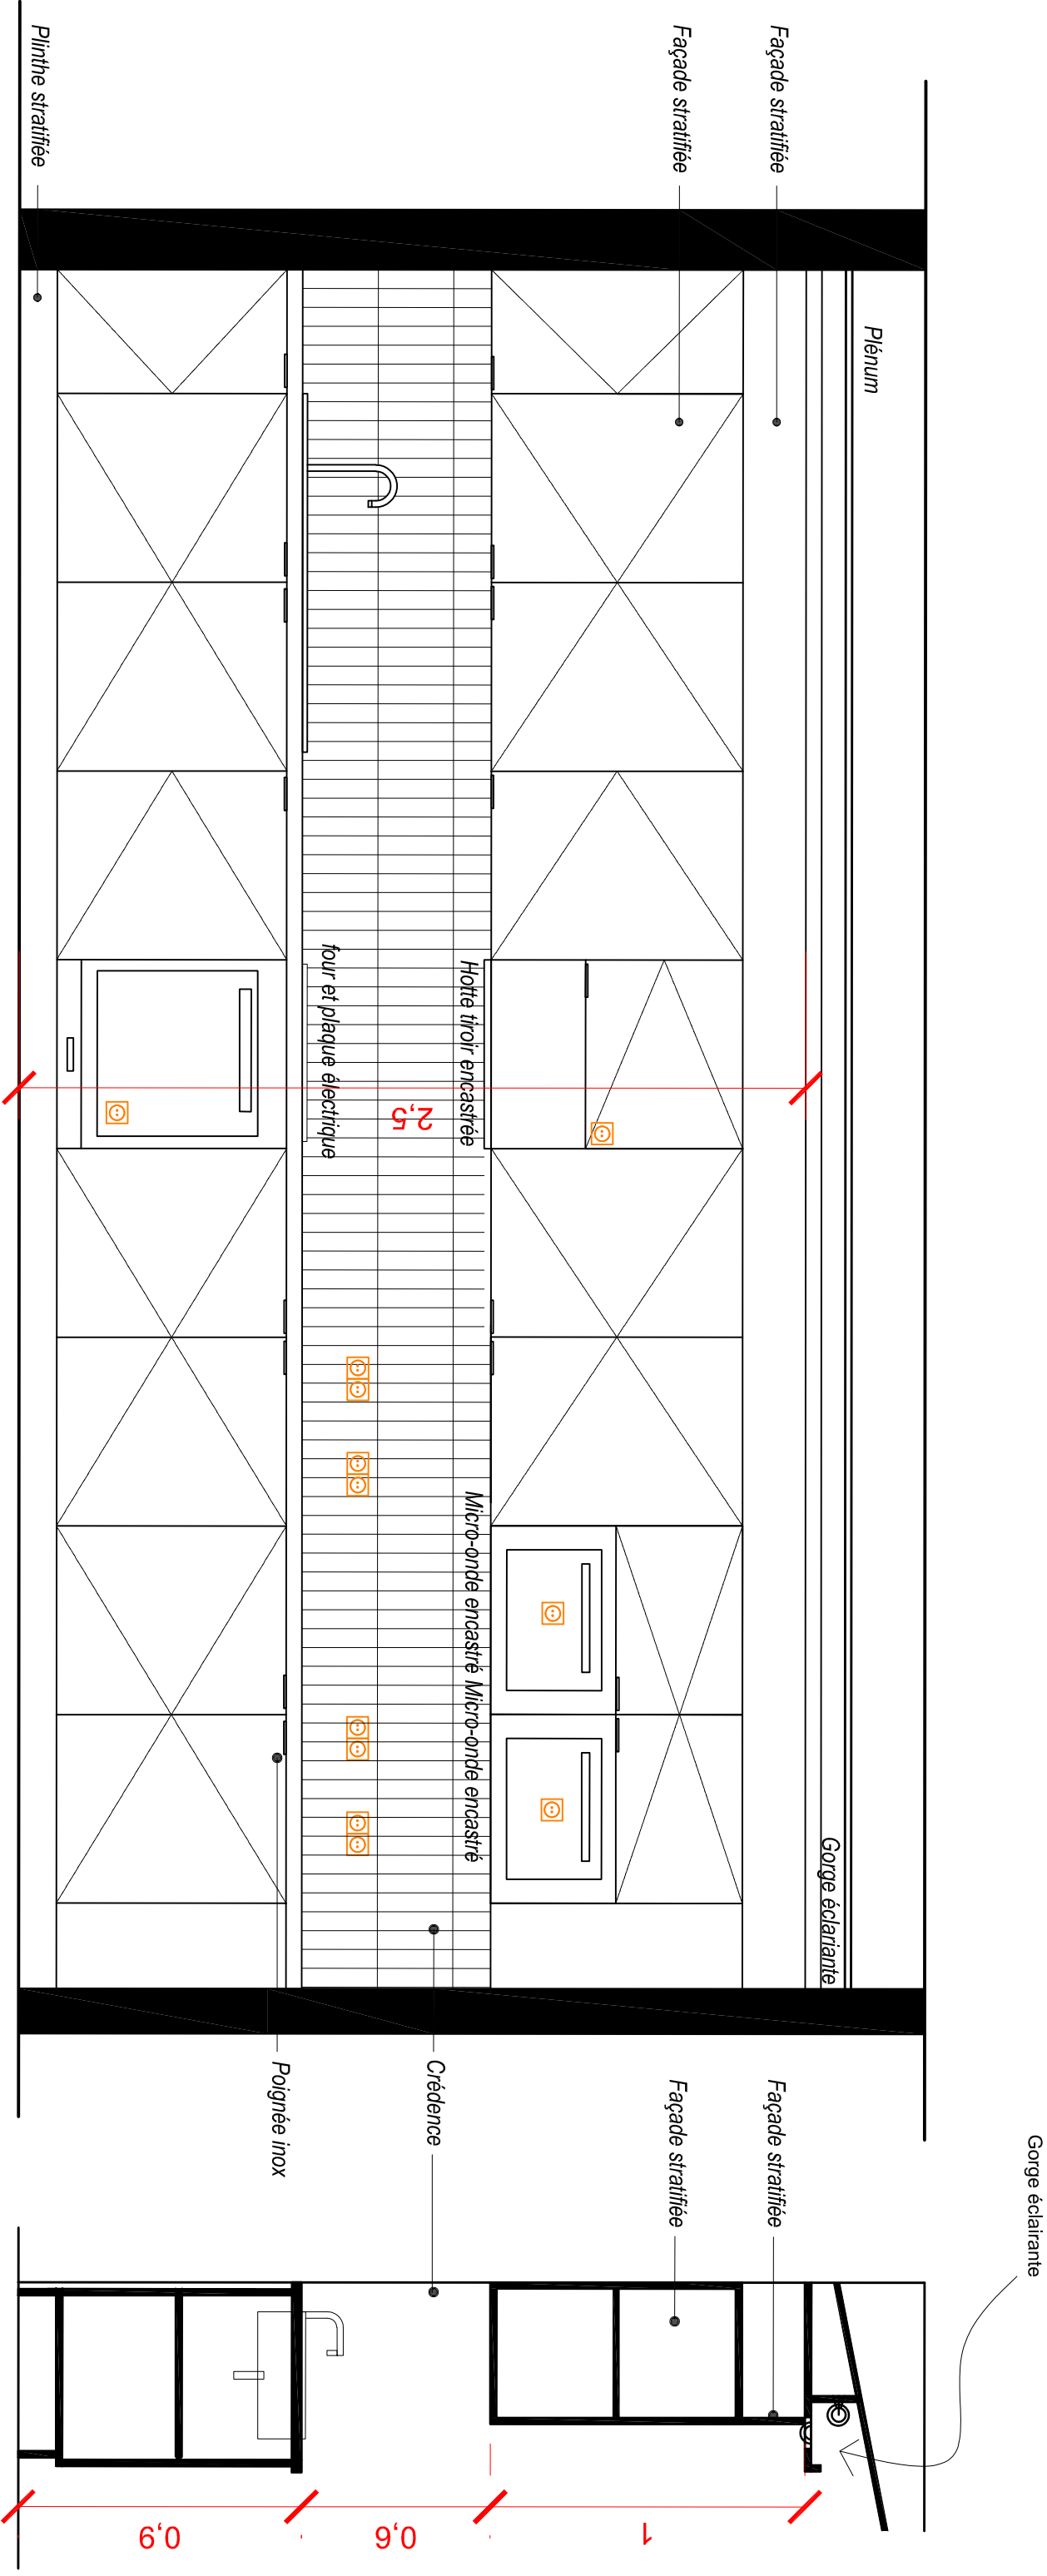 Plénum
Gorge éclariante
Gorge éclairante
Façade stratifiée
Façade stratifiée
Façade stratifiée
Façade stratifiée
Hotte tiroir encastrée
Micro-onde encastré
Micro-onde encastré
Crédence
2,5
four et plaque électrique
Poignée inox
Plinthe stratifiée
1
0,6
0,9